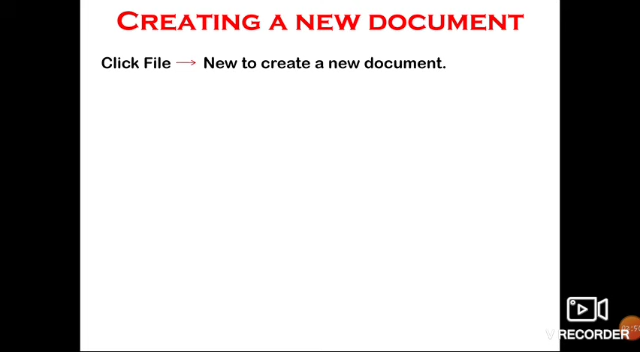 CREATING A NEW DOCUMENT
Click File → New to create a new document.
V RECORDER